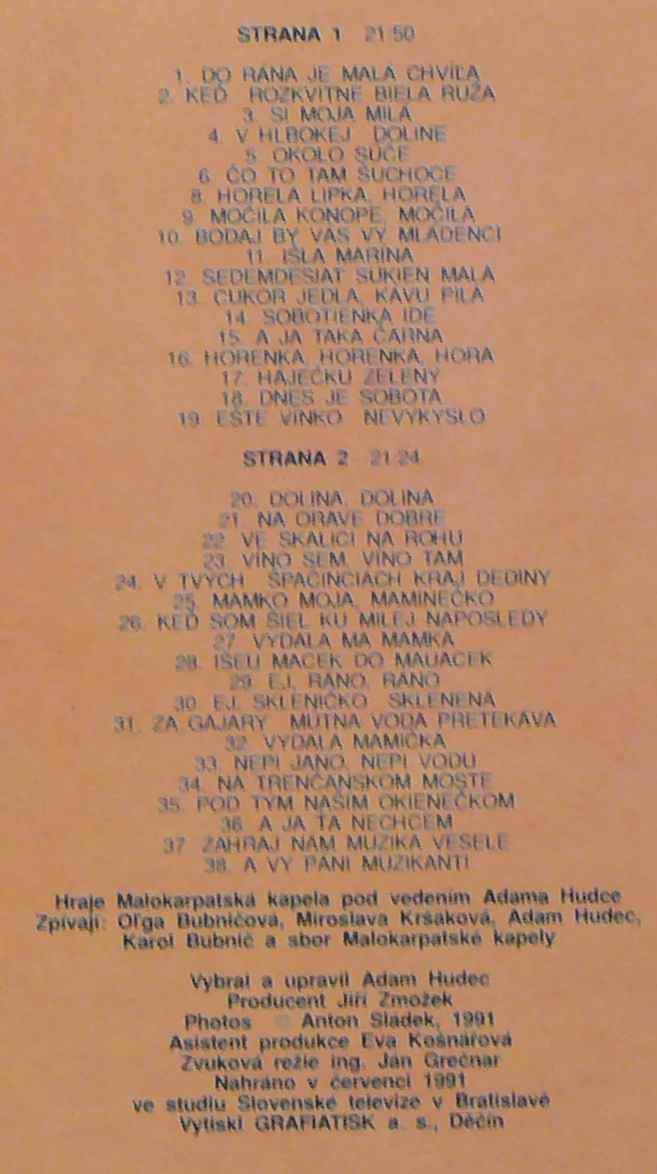 STRANA 1 21:50
1. DO RÁNA JE MALÁ CHVÍĽA
2. KEĎ ROZKVITNE BIELA RUŽA
3. SI MOJA MILÁ
4. V HLBOKEJ DOLINE
5. OKOLO SÚČE
6. ČO TO TAM ŠUCHOCE
8. HORELA LIPKA, HORELA
9. MOČILA KONOPE, MOČILA
10. BODAJ BY VÁS VY MLÁDENCI
11. IŠLA MARÍNA
12. SEDEMDESIAT SUKIEN MALA
13. CUKOR JEDLA, KÁVU PILA
14. SOBOTIENKA IDE
15. A JA TAKÁ ČÁRNA
16. HORENKA, HORENKA, HORA
17. HÁJEČKU ZELENÝ
18. DNES JE SOBOTA
19. EŠTE VÍNKO NEVYKYSLO
STRANA 2 21:24
20. DOLINA, DOLINA
21. NA ORAVE DOBRE
22. VE SKALICI NA ROHU
23. VÍNO SEM, VÍNO TAM
24. V TVÝCH ŠPAČINCIACH KRAJ DEDINY
25. MAMKO MOJA, MAMINEČKO
26. KEĎ SOM ŠIEL KU MILEJ NAPOSLEDY
27. VYDALA MA MAMKA
28. IŠEU MACEK DO MAUACEK
29. EJ, RÁNO, RÁNO
30. EJ, SKLENIČKO SKLENENÁ
31. ZA GAJARY MÚTNA VODA PRETEKÁVA
32. VYDALA MAMIČKA
33. NEPI JANO, NEPI VODU
34. NA TRENČANSKOM MOSTE
35. POD TÝM NAŠÍM OKIENEČKOM
36. A JA ŤA NECHCEM
37. ZAHRAJ NÁM MUZIKA VESELE
38. A VY PÁNI MUZIKANTI
Hraje Malokarpatská kapela pod vedením Adama Hudce
Zpívají: Oľga Bubničová, Miroslava Kršáková, Adam Hudec,
Karol Bubnič a sbor Malokarpatské kapely
Vybral a upravil Adam Hudec
Producent Jiří Zmožek
Photos © Anton Sládek, 1991
Asistent produkce Eva Košnářová
Zvuková režie ing. Ján Grečnár
Nahráno v červenci 1991
ve studiu Slovenské televize v Bratislavě
Vytiskl GRAFIATISK a. s., Děčín